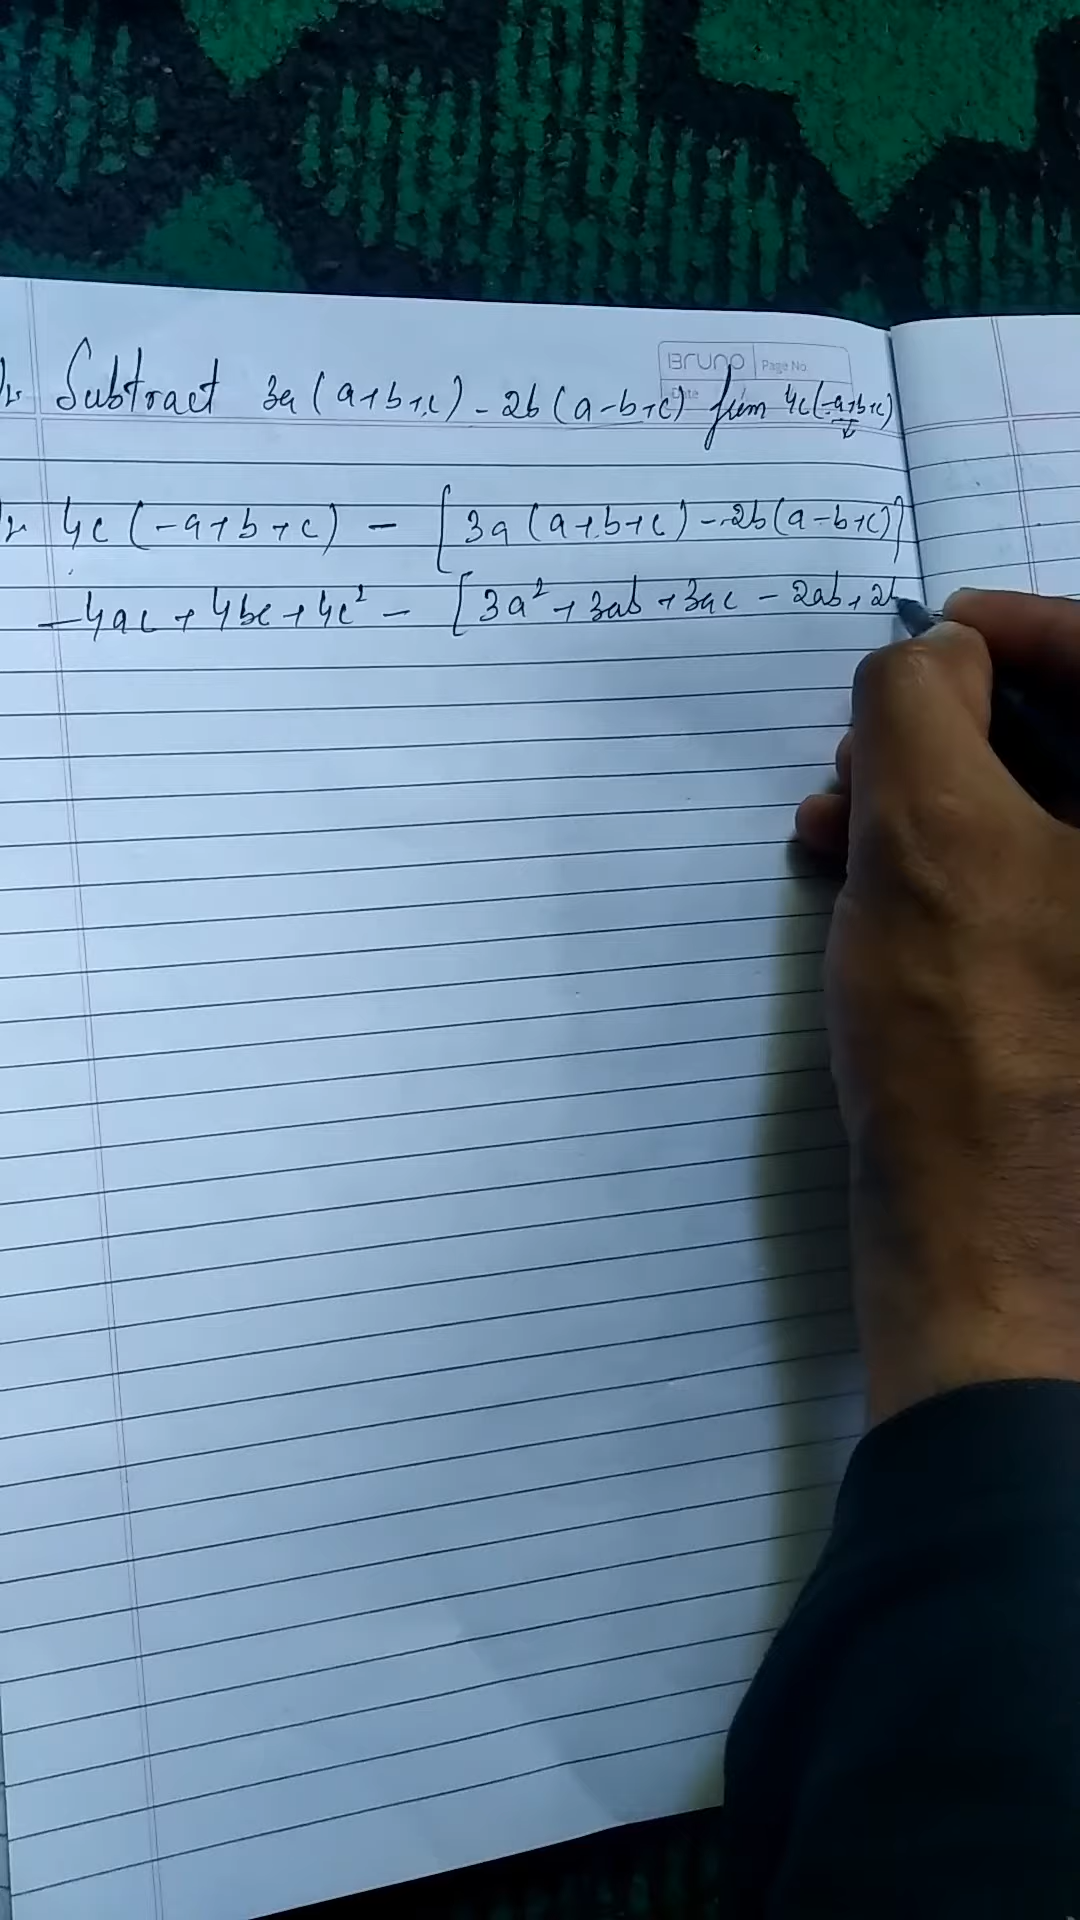 Subtract 3a(a+b+c) - 2b(a-b+c) from 4c(-a+b+c)
BRUNO Page No.
Date
4c(-a+b+c) - [3a(a+b+c) - 2b(a-b+c)]
-4ac + 4bc + 4c² - [3a² + 3ab + 3ac - 2ab + 2b